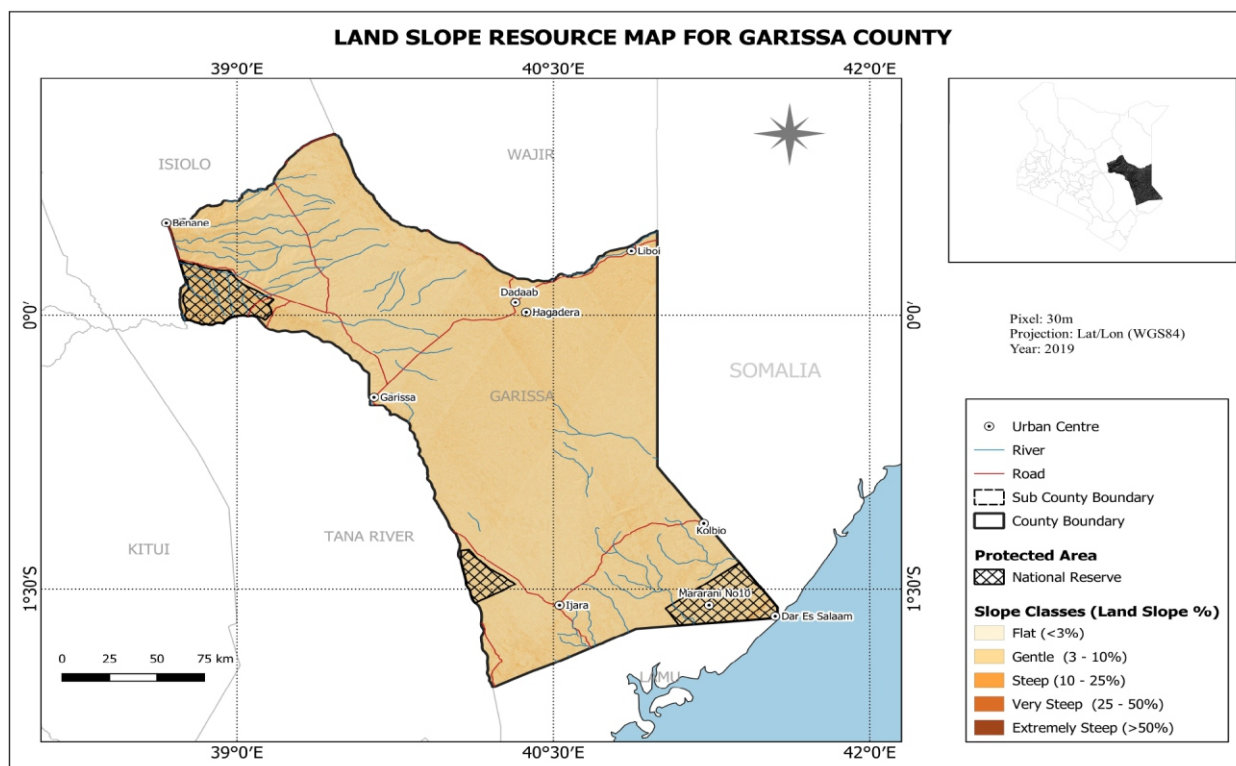 LAND SLOPE RESOURCE MAP FOR GARISSA COUNTY
39°0'E
40°30'E
42°0'E
ISIOLO
WAJIR
Benane
Liboi
Dadaab
Hagadera
0°0'
0°0'
Pixel: 30m
Projection: Lat/Lon (WGS84)
Year: 2019
SOMALIA
Garissa
GARISSA
Urban Centre
River
Road
Sub County Boundary
County Boundary
Protected Area
National Reserve
Slope Classes (Land Slope %)
Flat (<3%)
Gentle (3 - 10%)
Steep (10 - 25%)
Very Steep (25 - 50%)
Extremely Steep (>50%)
TANA RIVER
KITUI
Kolbio
1°30'S
1°30'S
Mararani No10
Ijara
Dar Es Salaam
LAMU
0 25 50 75 km
39°0'E
40°30'E
42°0'E